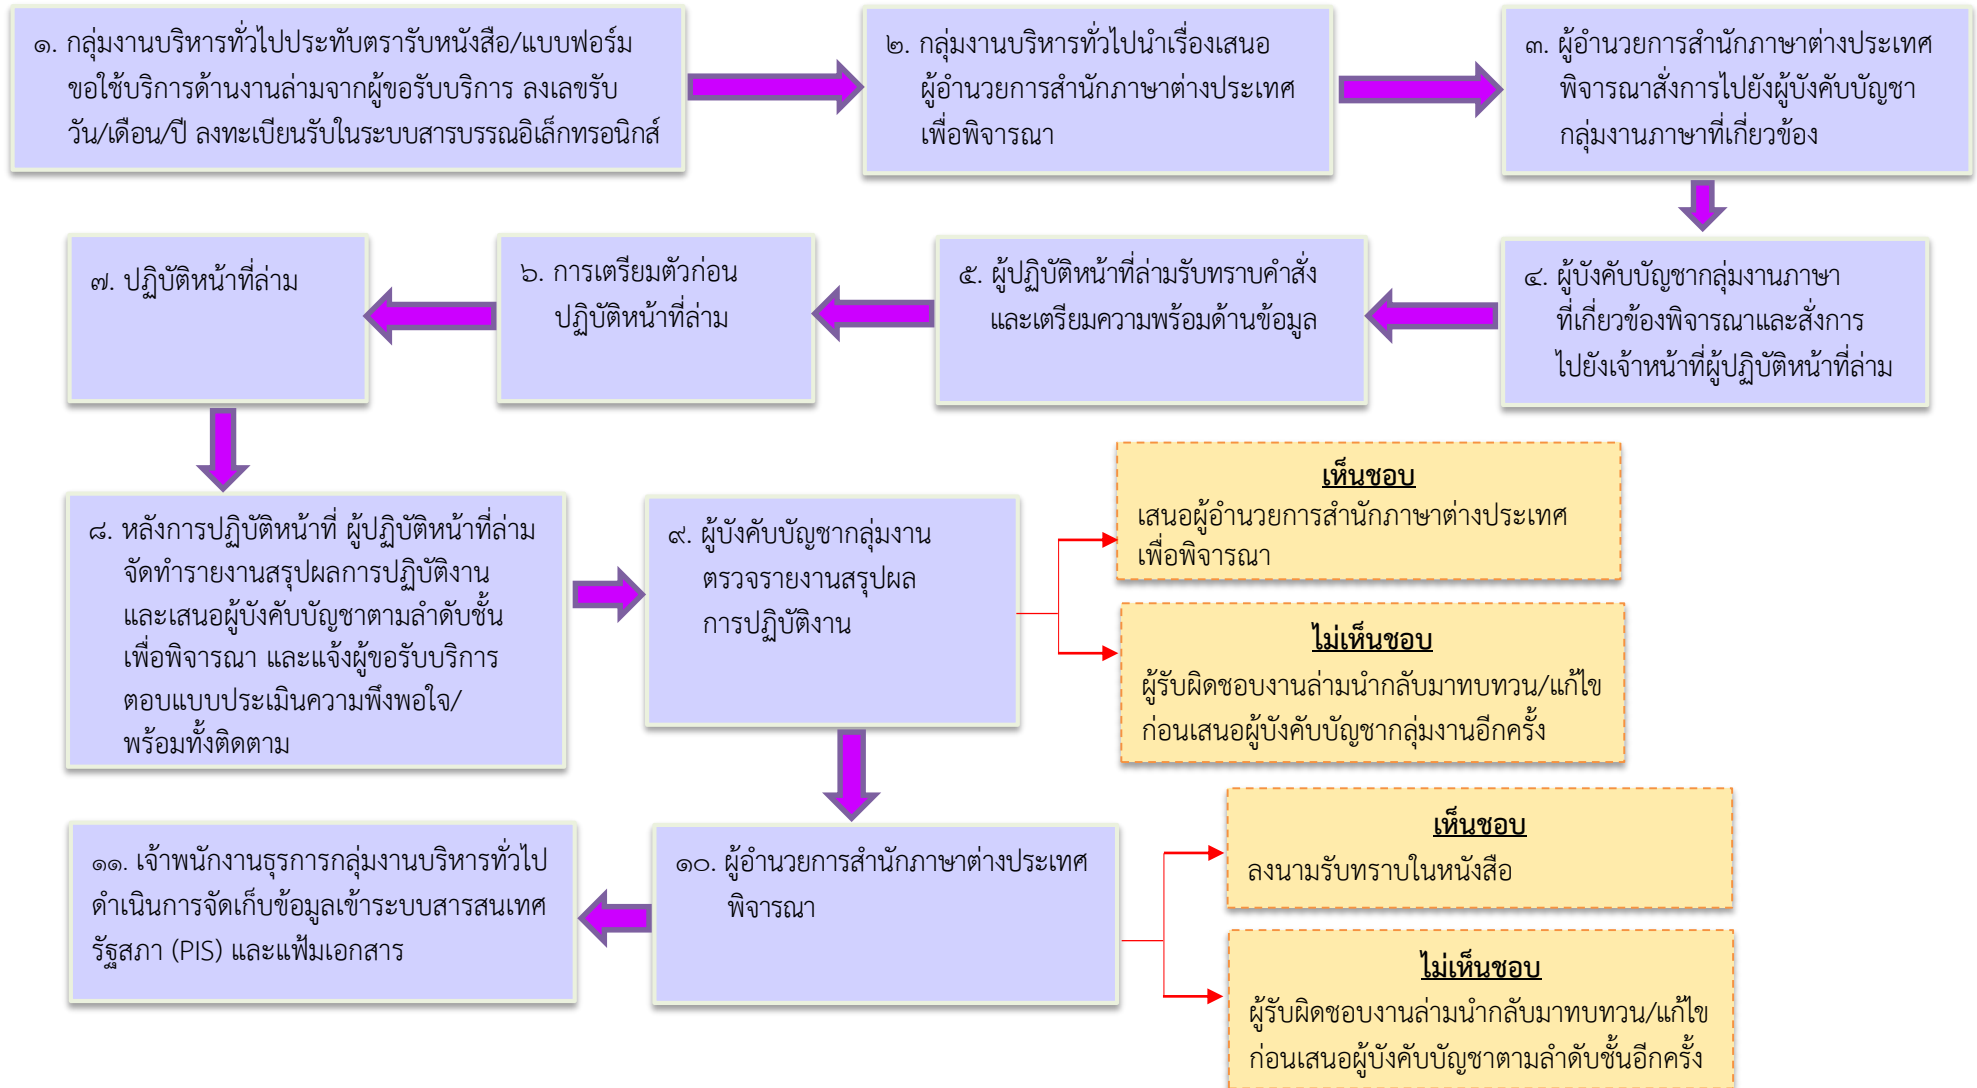 ๑. กลุ่มงานบริหารทั่วไปประทับตรารับหนังสือ/แบบฟอร์ม
ขอใช้บริการด้านงานล่ามจากผู้ขอรับบริการ ลงเลขรับ
วัน/เดือน/ปี ลงทะเบียนรับในระบบสารบรรณอิเล็กทรอนิกส์
๒. กลุ่มงานบริหารทั่วไปนำเรื่องเสนอ
ผู้อำนวยการสำนักภาษาต่างประเทศ
เพื่อพิจารณา
๓. ผู้อำนวยการสำนักภาษาต่างประเทศ
พิจารณาสั่งการไปยังผู้บังคับบัญชา
กลุ่มงานภาษาที่เกี่ยวข้อง
๔. ผู้บังคับบัญชากลุ่มงานภาษา
ที่เกี่ยวข้องพิจารณาและสั่งการ
ไปยังเจ้าหน้าที่ผู้ปฏิบัติหน้าที่ล่าม
๕. ผู้ปฏิบัติหน้าที่ล่ามรับทราบคำสั่ง
และเตรียมความพร้อมด้านข้อมูล
๖. การเตรียมตัวก่อน
ปฏิบัติหน้าที่ล่าม
๗. ปฏิบัติหน้าที่ล่าม
๘. หลังการปฏิบัติหน้าที่ ผู้ปฏิบัติหน้าที่ล่าม
จัดทำรายงานสรุปผลการปฏิบัติงาน
และเสนอผู้บังคับบัญชาตามลำดับชั้น
เพื่อพิจารณา และแจ้งผู้ขอรับบริการ
ตอบแบบประเมินความพึงพอใจ/
พร้อมทั้งติดตาม
๙. ผู้บังคับบัญชากลุ่มงาน
ตรวจรายงานสรุปผล
การปฏิบัติงาน
เห็นชอบ
เสนอผู้อำนวยการสำนักภาษาต่างประเทศ
เพื่อพิจารณา
ไม่เห็นชอบ
ผู้รับผิดชอบงานล่ามนำกลับมาทบทวน/แก้ไข
ก่อนเสนอผู้บังคับบัญชากลุ่มงานอีกครั้ง
๑๐. ผู้อำนวยการสำนักภาษาต่างประเทศ
พิจารณา
เห็นชอบ
ลงนามรับทราบในหนังสือ
ไม่เห็นชอบ
ผู้รับผิดชอบงานล่ามนำกลับมาทบทวน/แก้ไข
ก่อนเสนอผู้บังคับบัญชาตามลำดับชั้นอีกครั้ง
๑๑. เจ้าพนักงานธุรการกลุ่มงานบริหารทั่วไป
ดำเนินการจัดเก็บข้อมูลเข้าระบบสารสนเทศ
รัฐสภา (PIS) และแฟ้มเอกสาร